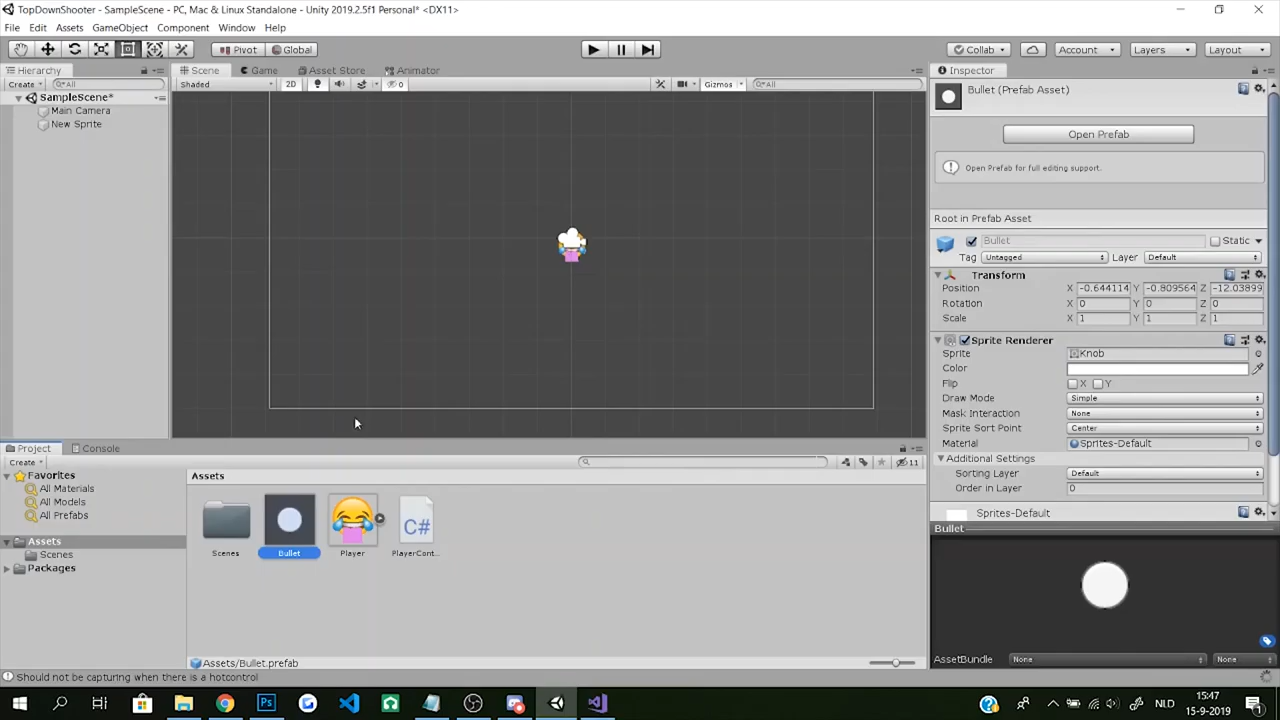 TopDownShooter - SampleScene - PC, Mac & Linux Standalone - Unity 2019.2.5f1 Personal* <DX11>
File Edit Assets GameObject Component Window Help
Pivot Global Collab Account Layers Layout
Hierarchy Scene Game Asset Store Animator Inspector
Create All Shaded 2D 0 Gizmos All
SampleScene*
Main Camera
New Sprite
Bullet (Prefab Asset)
Open Prefab
Open Prefab for full editing support.
Root in Prefab Asset
Bullet Static
Tag Untagged Layer Default
Transform
Position X -0.644114 Y -0.809564 Z -12.03899
Rotation X 0 Y 0 Z 0
Scale X 1 Y 1 Z 1
Sprite Renderer
Sprite Knob
Color
Flip X Y
Draw Mode Simple
Mask Interaction None
Sprite Sort Point Center
Material Sprites-Default
Additional Settings
Sorting Layer Default
Order in Layer 0
Sprites-Default
Bullet
AssetBundle None None
Project Console
Create 11
Favorites
All Materials
All Models
All Prefabs
Assets
Scenes
Packages
Assets
C#
Scenes Bullet Player PlayerCont...
Assets/Bullet.prefab
Should not be capturing when there is a hotcontrol
NLD 15:47
15-9-2019
1